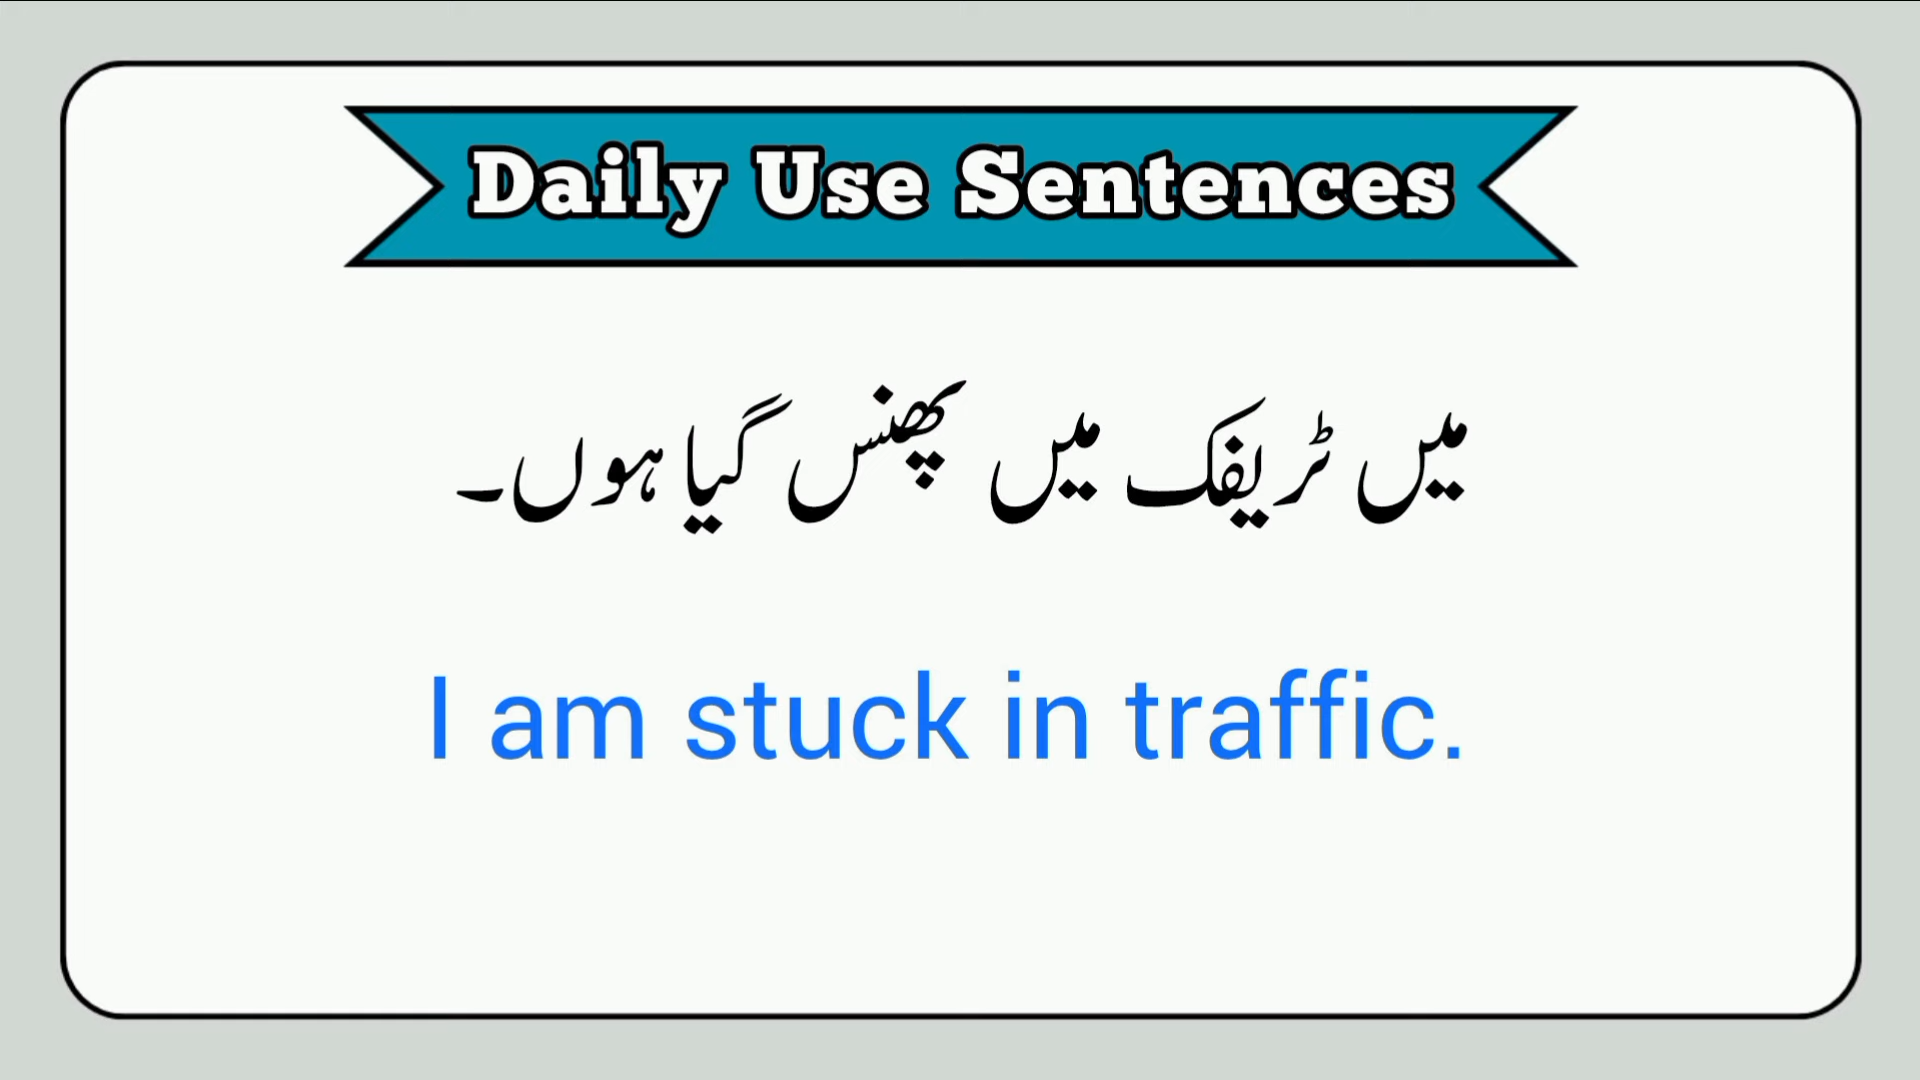 Daily Use Sentences
میں ٹریفک میں پھنس گیا ہوں۔
I am stuck in traffic.